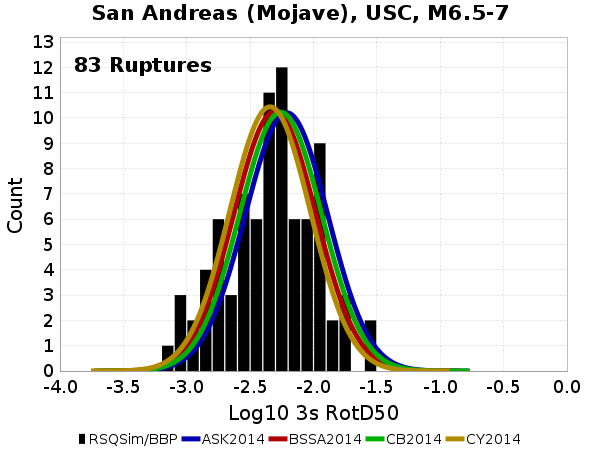 San Andreas (Mojave), USC, M6.5-7
83 Ruptures
Count
13
12
11
10
9
8
7
6
5
4
3
2
1
0
-4.0 -3.5 -3.0 -2.5 -2.0 -1.5 -1.0 -0.5 0.0
Log10 3s RotD50
RSQSim/BBP ASK2014 BSSA2014 CB2014 CY2014